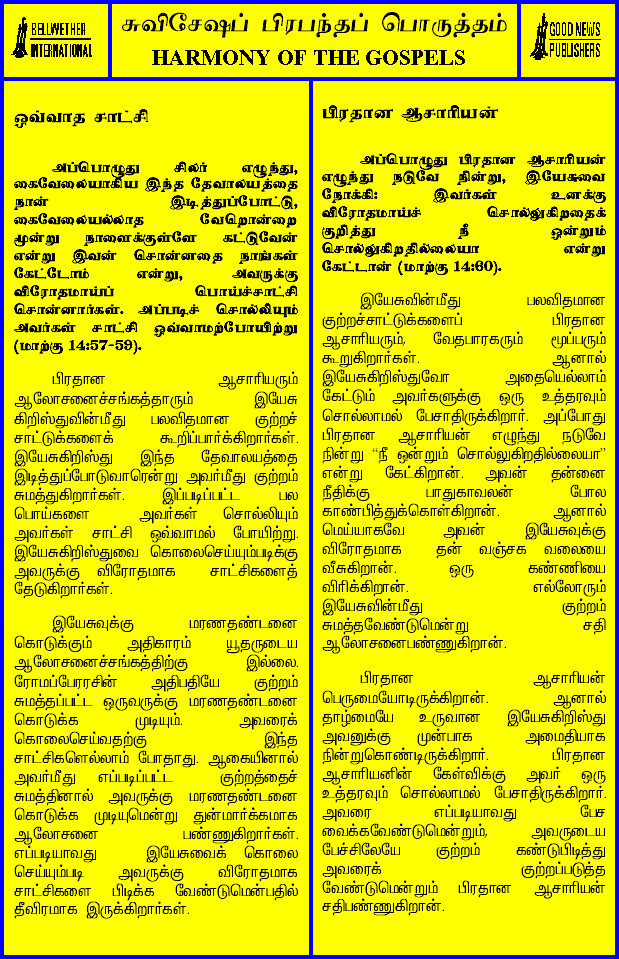 BELLWETHER
INTERNATIONAL
சுவிசேஷப் பிரபந்தப் பொருத்தம்
HARMONY OF THE GOSPELS
GOOD NEWS
PUBLISHERS
ஒவ்வாத சாட்சி
அப்பொழுது சிலர் எழுந்து,
கைவேலையாகிய இந்த தேவாலயத்தை
நான் இடித்துப்போட்டு,
கைவேலையல்லாத வேறொன்றை
மூன்று நாளைக்குள்ளே கட்டுவேன்
என்று இவன் சொன்னதை நாங்கள்
கேட்டோம் என்று, அவருக்கு
விரோதமாய்ப் பொய்ச்சாட்சி
சொன்னார்கள். அப்படிச் சொல்லியும்
அவர்கள் சாட்சி ஒவ்வாமற்போயிற்று
(மாற்கு 14:57-59).
பிரதான ஆசாரியரும்
ஆலோசனைச்சங்கத்தாரும் இயேசு
கிறிஸ்துவின்மீது பலவிதமான குற்றச்
சாட்டுக்களைக் கூறிப்பார்க்கிறார்கள்.
இயேசுகிறிஸ்து இந்த தேவாலயத்தை
இடித்துப்போடுவாரென்று அவர்மீது குற்றம்
சுமத்துகிறார்கள். இப்படிப்பட்ட பல
பொய்களை அவர்கள் சொல்லியும்
அவர்கள் சாட்சி ஒவ்வாமல் போயிற்று.
இயேசுகிறிஸ்துவை கொலைசெய்யும்படிக்கு
அவருக்கு விரோதமாக சாட்சிகளைத்
தேடுகிறார்கள்.
இயேசுவுக்கு மரணதண்டனை
கொடுக்கும் அதிகாரம் யூதருடைய
ஆலோசனைச்சங்கத்திற்கு இல்லை.
ரோமப்பேரரசின் அதிபதியே குற்றம்
சுமத்தப்பட்ட ஒருவருக்கு மரணதண்டனை
கொடுக்க முடியும். அவரைக்
கொலைசெய்வதற்கு இந்த
சாட்சிகளெல்லாம் போதாது. ஆகையினால்
அவர்மீது எப்படிப்பட்ட குற்றத்தைச்
சுமத்தினால் அவருக்கு மரணதண்டனை
கொடுக்க முடியுமென்று துன்மார்க்கமாக
ஆலோசனை பண்ணுகிறார்கள்.
எப்படியாவது இயேசுவைக் கொலை
செய்யும்படி அவருக்கு விரோதமாக
சாட்சிகளை பிடிக்க வேண்டுமென்பதில்
தீவிரமாக இருக்கிறார்கள்.
பிரதான ஆசாரியன்
அப்பொழுது பிரதான ஆசாரியன்
எழுந்து நடுவே நின்று, இயேசுவை
நோக்கி: இவர்கள் உனக்கு
விரோதமாய்ச் சொல்லுகிறதைக்
குறித்து நீ ஒன்றும்
சொல்லுகிறதில்லையா என்று
கேட்டான் (மாற்கு 14:60).
இயேசுவின்மீது பலவிதமான
குற்றச்சாட்டுக்களைப் பிரதான
ஆசாரியரும், வேதபாரகரும் மூப்பரும்
கூறுகிறார்கள். ஆனால்
இயேசுகிறிஸ்துவோ அதையெல்லாம்
கேட்டும் அவர்களுக்கு ஒரு உத்தரவும்
சொல்லாமல் பேசாதிருக்கிறார். அப்போது
பிரதான ஆசாரியன் எழுந்து நடுவே
நின்று "நீ ஒன்றும் சொல்லுகிறதில்லையா"
என்று கேட்கிறான். அவன் தன்னை
நீதிக்கு பாதுகாவலன் போல
காண்பித்துக்கொள்கிறான். ஆனால்
மெய்யாகவே அவன் இயேசுவுக்கு
விரோதமாக தன் வஞ்சக வலையை
வீசுகிறான். ஒரு கண்ணியை
விரிக்கிறான். எல்லோரும்
இயேசுவின்மீது குற்றம்
சுமத்தவேண்டுமென்று சதி
ஆலோசனைபண்ணுகிறான்.
பிரதான ஆசாரியன்
பெருமையோடிருக்கிறான். ஆனால்
தாழ்மையே உருவான இயேசுகிறிஸ்து
அவனுக்கு முன்பாக அமைதியாக
நின்றுகொண்டிருக்கிறார். பிரதான
ஆசாரியனின் கேள்விக்கு அவர் ஒரு
உத்தரவும் சொல்லாமல் பேசாதிருக்கிறார்.
அவரை எப்படியாவது பேச
வைக்கவேண்டுமென்றும், அவருடைய
பேச்சிலேயே குற்றம் கண்டுபிடித்து
அவரைக் குற்றப்படுத்த
வேண்டுமென்றும் பிரதான ஆசாரியன்
சதிபண்ணுகிறான்.